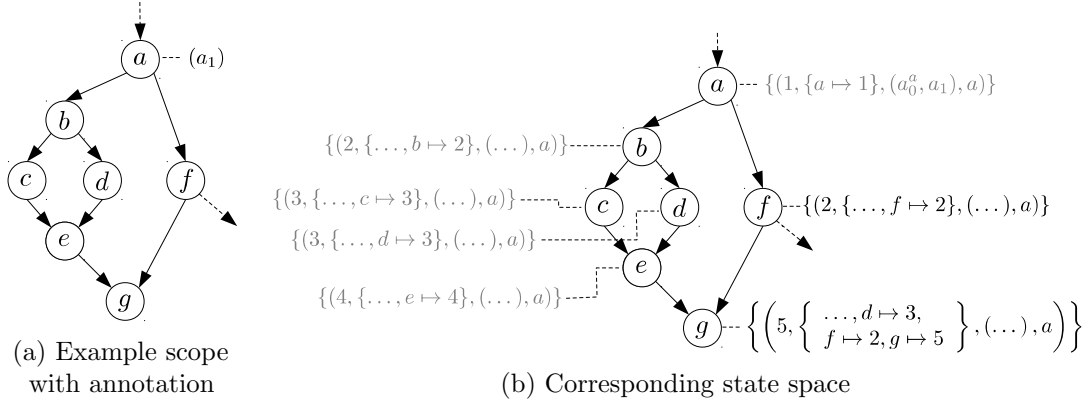 a
(a₁)
b
c
d
f
e
g
(a) Example scope
with annotation
a
{(1, {a ↦ 1}, (a₀ᵃ, a₁), a)}
{(2, {. . . , b ↦ 2}, (. . . ), a)}
b
{(3, {. . . , c ↦ 3}, (. . . ), a)}
c
d
f
{(2, {. . . , f ↦ 2}, (. . . ), a)}
{(3, {. . . , d ↦ 3}, (. . . ), a)}
e
{(4, {. . . , e ↦ 4}, (. . . ), a)}
g
{(5, { . . . , d ↦ 3,
f ↦ 2, g ↦ 5 }, (. . . ), a)}
(b) Corresponding state space